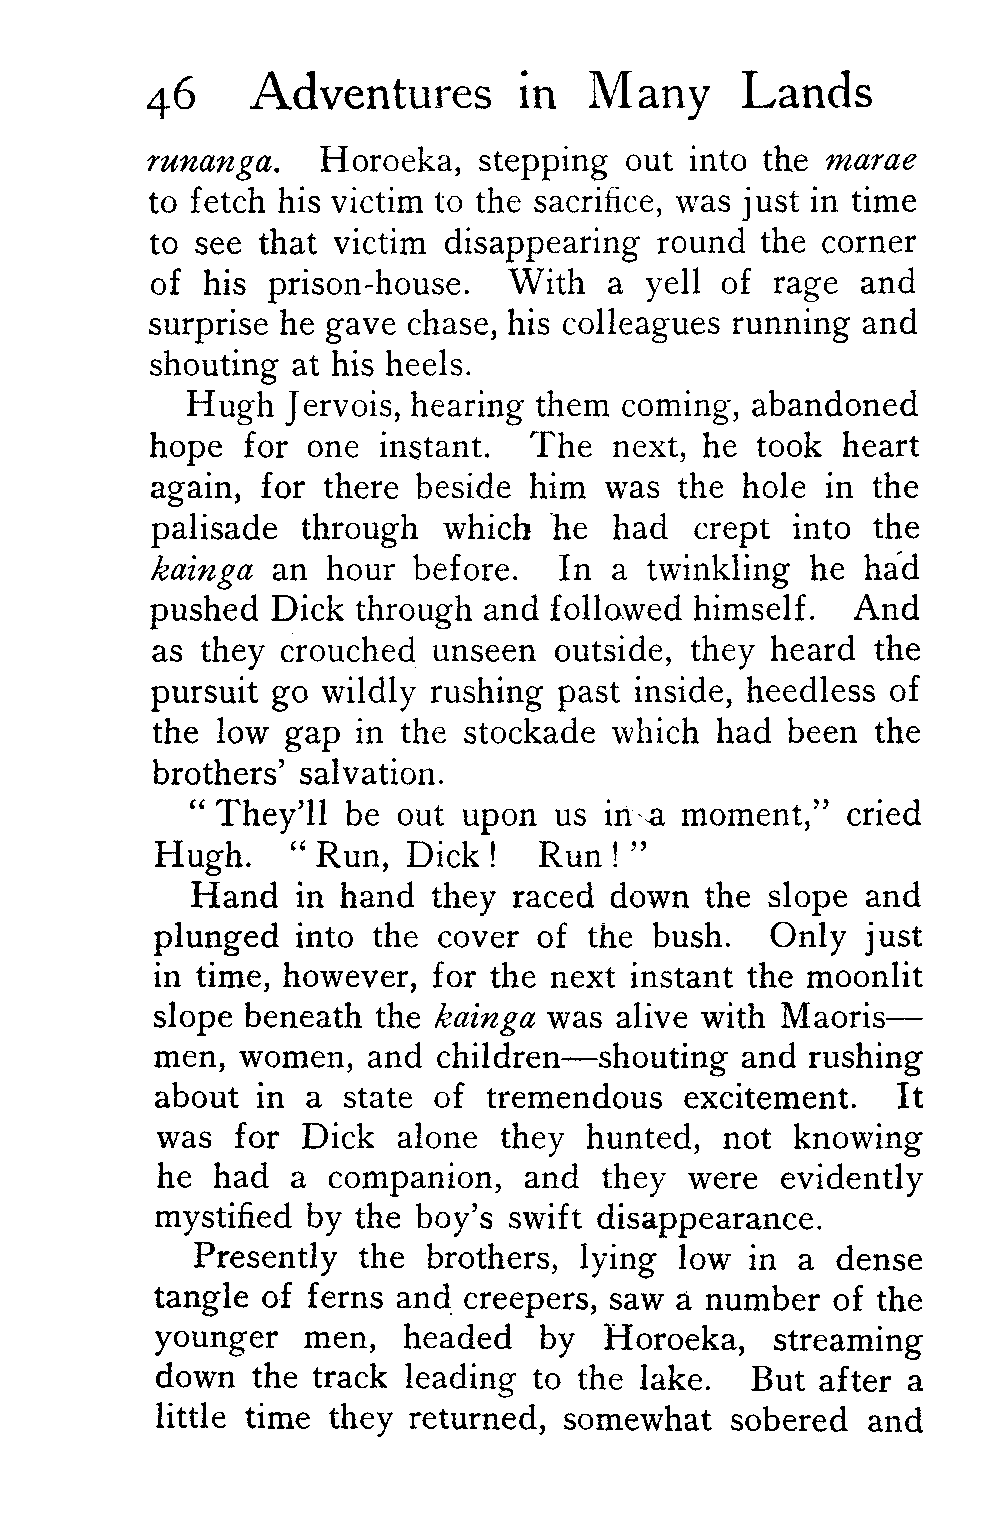 46 Adventures in Many Lands
runanga. Horoeka, stepping out into the marae
to fetch his victim to the sacrifice, was just in time
to see that victim disappearing round the corner
of his prison-house. With a yell of rage and
surprise he gave chase, his colleagues running and
shouting at his heels.
Hugh Jervois, hearing them coming, abandoned
hope for one instant. The next, he took heart
again, for there beside him was the hole in the
palisade through which he had crept into the
kainga an hour before. In a twinkling he had
pushed Dick through and followed himself. And
as they crouched unseen outside, they heard the
pursuit go wildly rushing past inside, heedless of
the low gap in the stockade which had been the
brothers’ salvation.
“ They’ll be out upon us in a moment,” cried
Hugh. “ Run, Dick ! Run ! ”
Hand in hand they raced down the slope and
plunged into the cover of the bush. Only just
in time, however, for the next instant the moonlit
slope beneath the kainga was alive with Maoris—
men, women, and children—shouting and rushing
about in a state of tremendous excitement. It
was for Dick alone they hunted, not knowing
he had a companion, and they were evidently
mystified by the boy’s swift disappearance.
Presently the brothers, lying low in a dense
tangle of ferns and creepers, saw a number of the
younger men, headed by Horoeka, streaming
down the track leading to the lake. But after a
little time they returned, somewhat sobered and